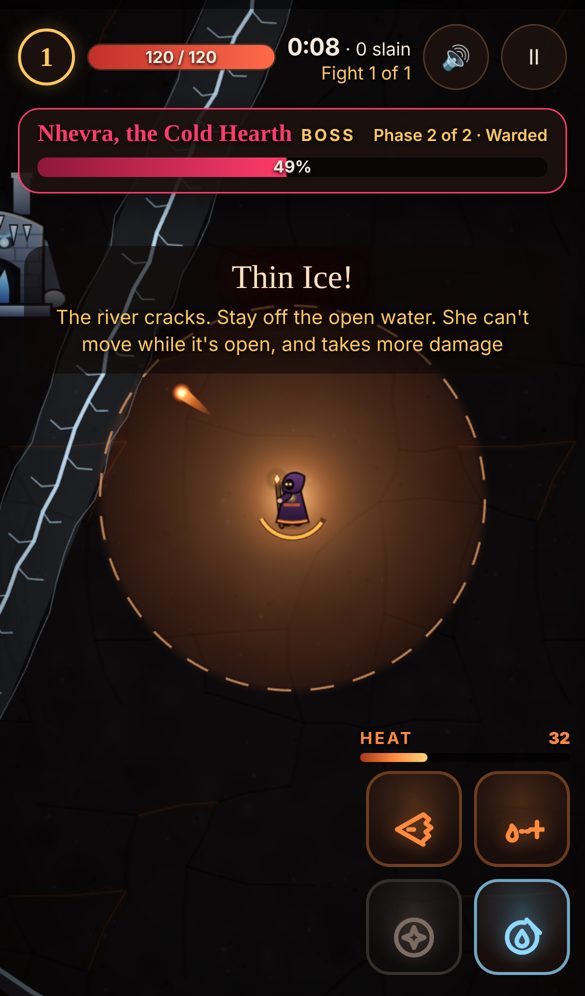 1
120 / 120
0:08 · 0 slain
Fight 1 of 1
Nhevra, the Cold Hearth BOSS Phase 2 of 2 · Warded
49%
Thin Ice!
The river cracks. Stay off the open water. She can't
move while it's open, and takes more damage
HEAT 32